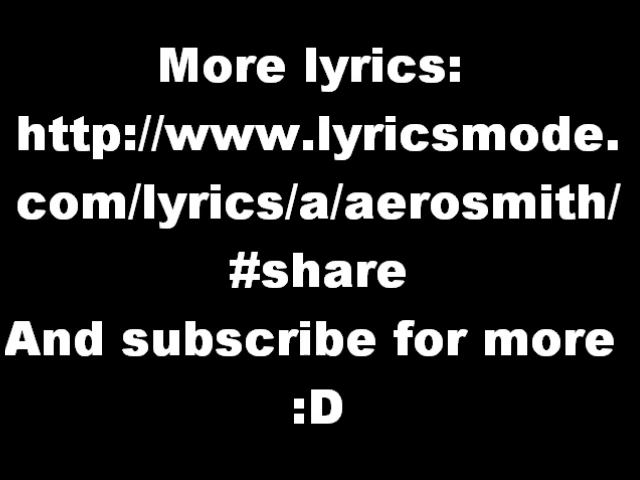 More lyrics:
http://www.lyricsmode.
com/lyrics/a/aerosmith/
#share
And subscribe for more
:D